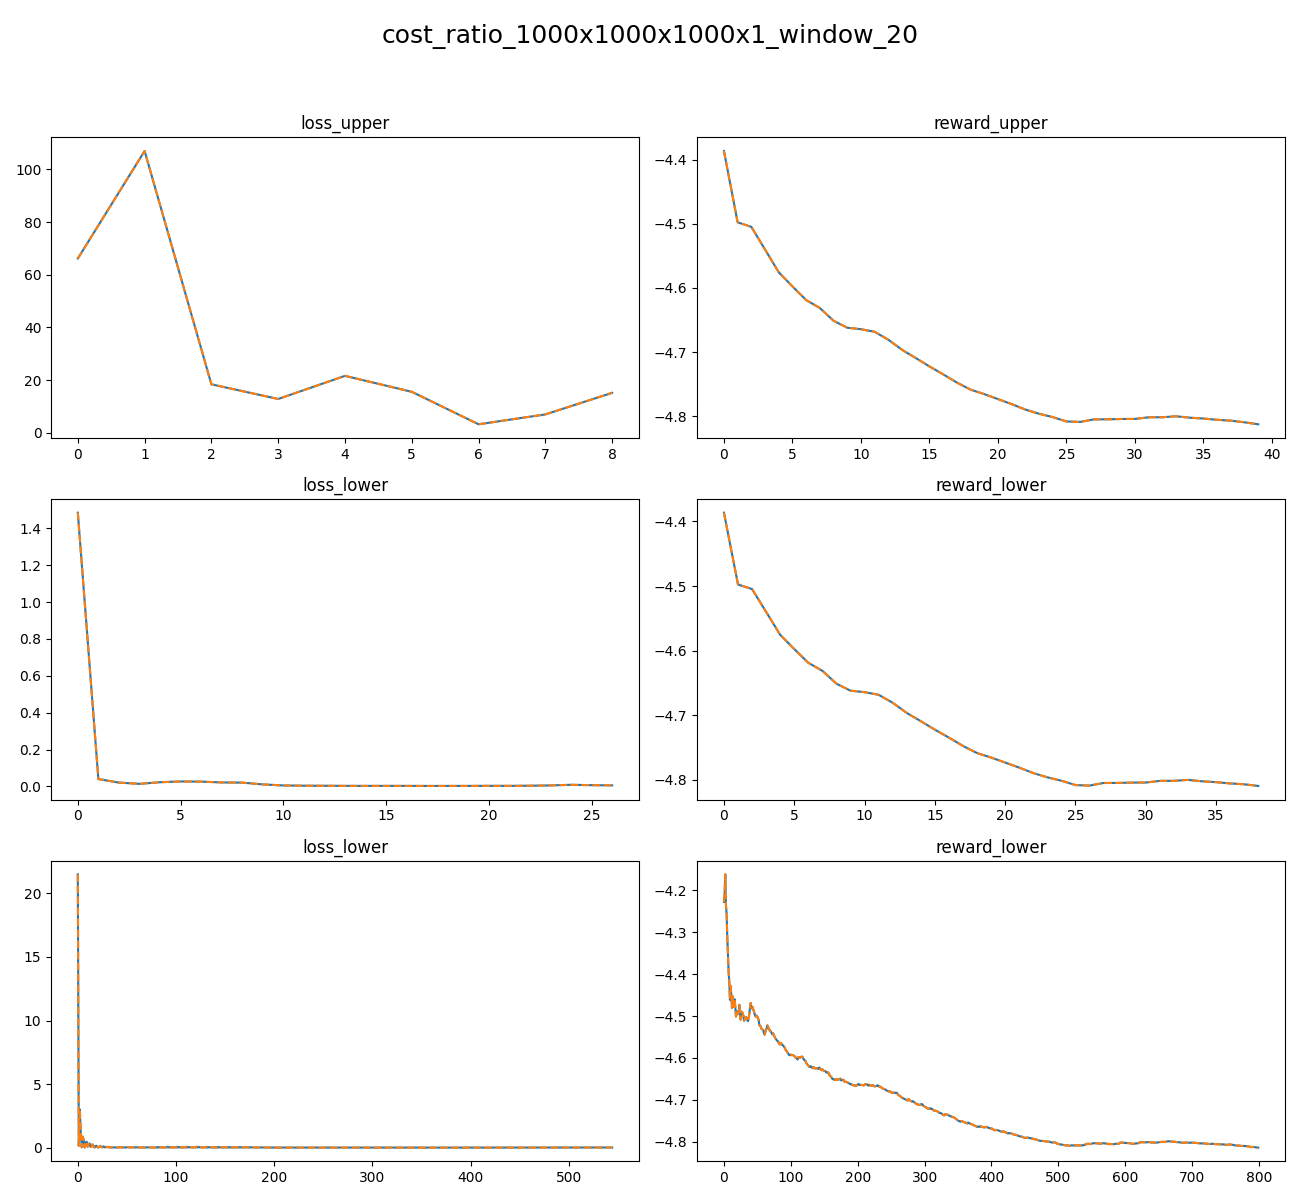 cost_ratio_1000x1000x1000x1_window_20
loss_upper
100
80
60
40
20
0
0 1 2 3 4 5 6 7 8
reward_upper
−4.4
−4.5
−4.6
−4.7
−4.8
0 5 10 15 20 25 30 35 40
loss_lower
1.4
1.2
1.0
0.8
0.6
0.4
0.2
0.0
0 5 10 15 20 25
reward_lower
−4.4
−4.5
−4.6
−4.7
−4.8
0 5 10 15 20 25 30 35
loss_lower
20
15
10
5
0
0 100 200 300 400 500
reward_lower
−4.2
−4.3
−4.4
−4.5
−4.6
−4.7
−4.8
0 100 200 300 400 500 600 700 800